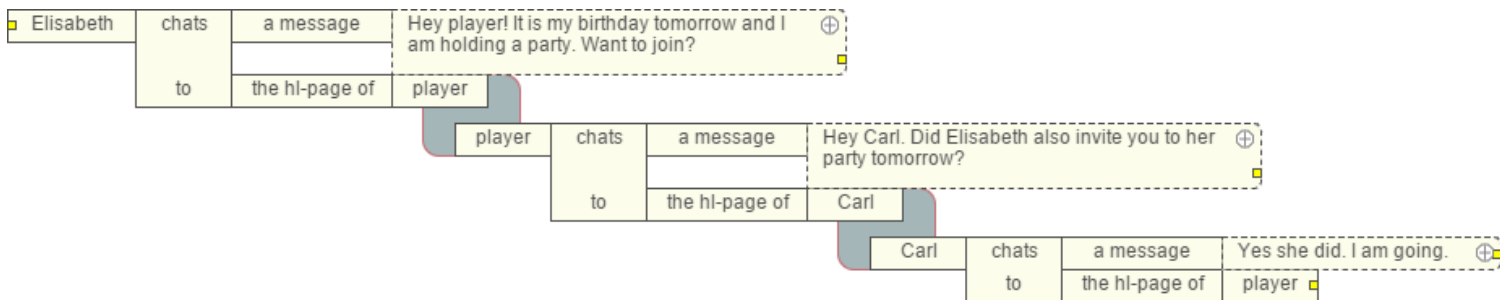 Elisabeth chats a message Hey player! It is my birthday tomorrow and I
am holding a party. Want to join?
to the hl-page of player
player chats a message Hey Carl. Did Elisabeth also invite you to her
party tomorrow?
to the hl-page of Carl
Carl chats a message Yes she did. I am going.
to the hl-page of player